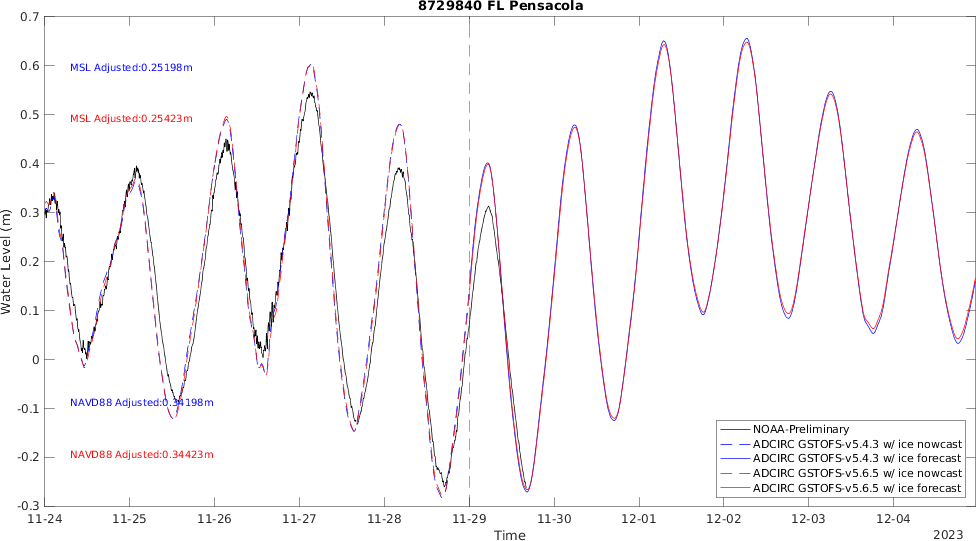 8729840 FL Pensacola
0.7
0.6
0.5
0.4
0.3
0.2
0.1
0
-0.1
-0.2
-0.3
Water Level (m)
MSL Adjusted:0.25198m
MSL Adjusted:0.25423m
NAVD88 Adjusted:0.34198m
NAVD88 Adjusted:0.34423m
NOAA-Preliminary
ADCIRC GSTOFS-v5.4.3 w/ ice nowcast
ADCIRC GSTOFS-v5.4.3 w/ ice forecast
ADCIRC GSTOFS-v5.6.5 w/ ice nowcast
ADCIRC GSTOFS-v5.6.5 w/ ice forecast
11-24 11-25 11-26 11-27 11-28 11-29 11-30 12-01 12-02 12-03 12-04
Time
2023